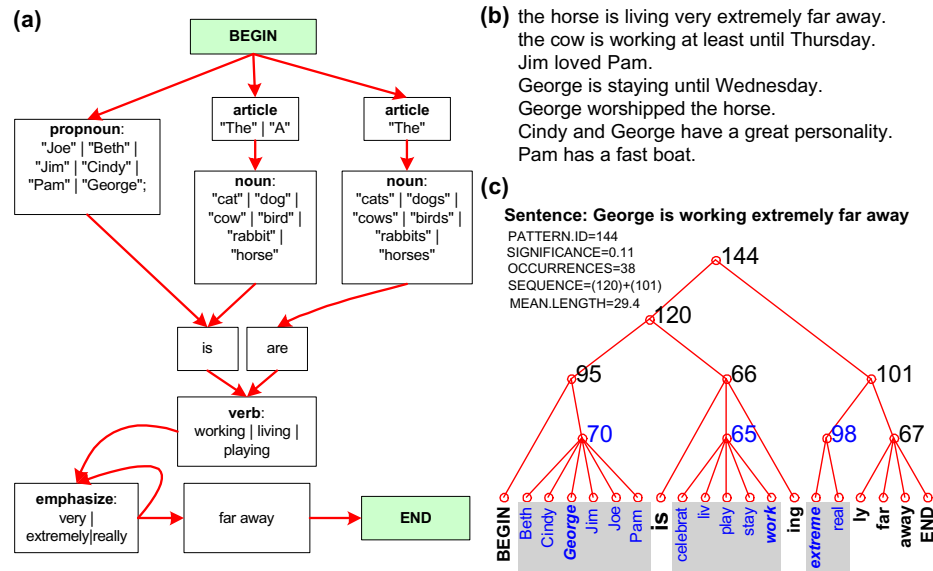 (a)
BEGIN
propnoun:
"Joe" | "Beth" |
"Jim" | "Cindy" |
"Pam" | "George";
article
"The" | "A"
article
"The"
noun:
"cat" | "dog" |
"cow" | "bird" |
"rabbit" |
"horse"
noun:
"cats" | "dogs" |
"cows" | "birds" |
"rabbits" |
"horses"
is
are
verb:
working | living |
playing
emphasize:
very |
extremely|really
far away
END
(b)
the horse is living very extremely far away.
the cow is working at least until Thursday.
Jim loved Pam.
George is staying until Wednesday.
George worshipped the horse.
Cindy and George have a great personality.
Pam has a fast boat.
(c)
Sentence: George is working extremely far away
PATTERN.ID=144
SIGNIFICANCE=0.11
OCCURRENCES=38
SEQUENCE=(120)+(101)
MEAN.LENGTH=29.4
144
120
95
66
101
70
65
98
67
BEGIN
Beth
Cindy
George
Jim
Joe
Pam
is
celebrat
liv
play
stay
work
ing
extreme
real
ly
far
away
END